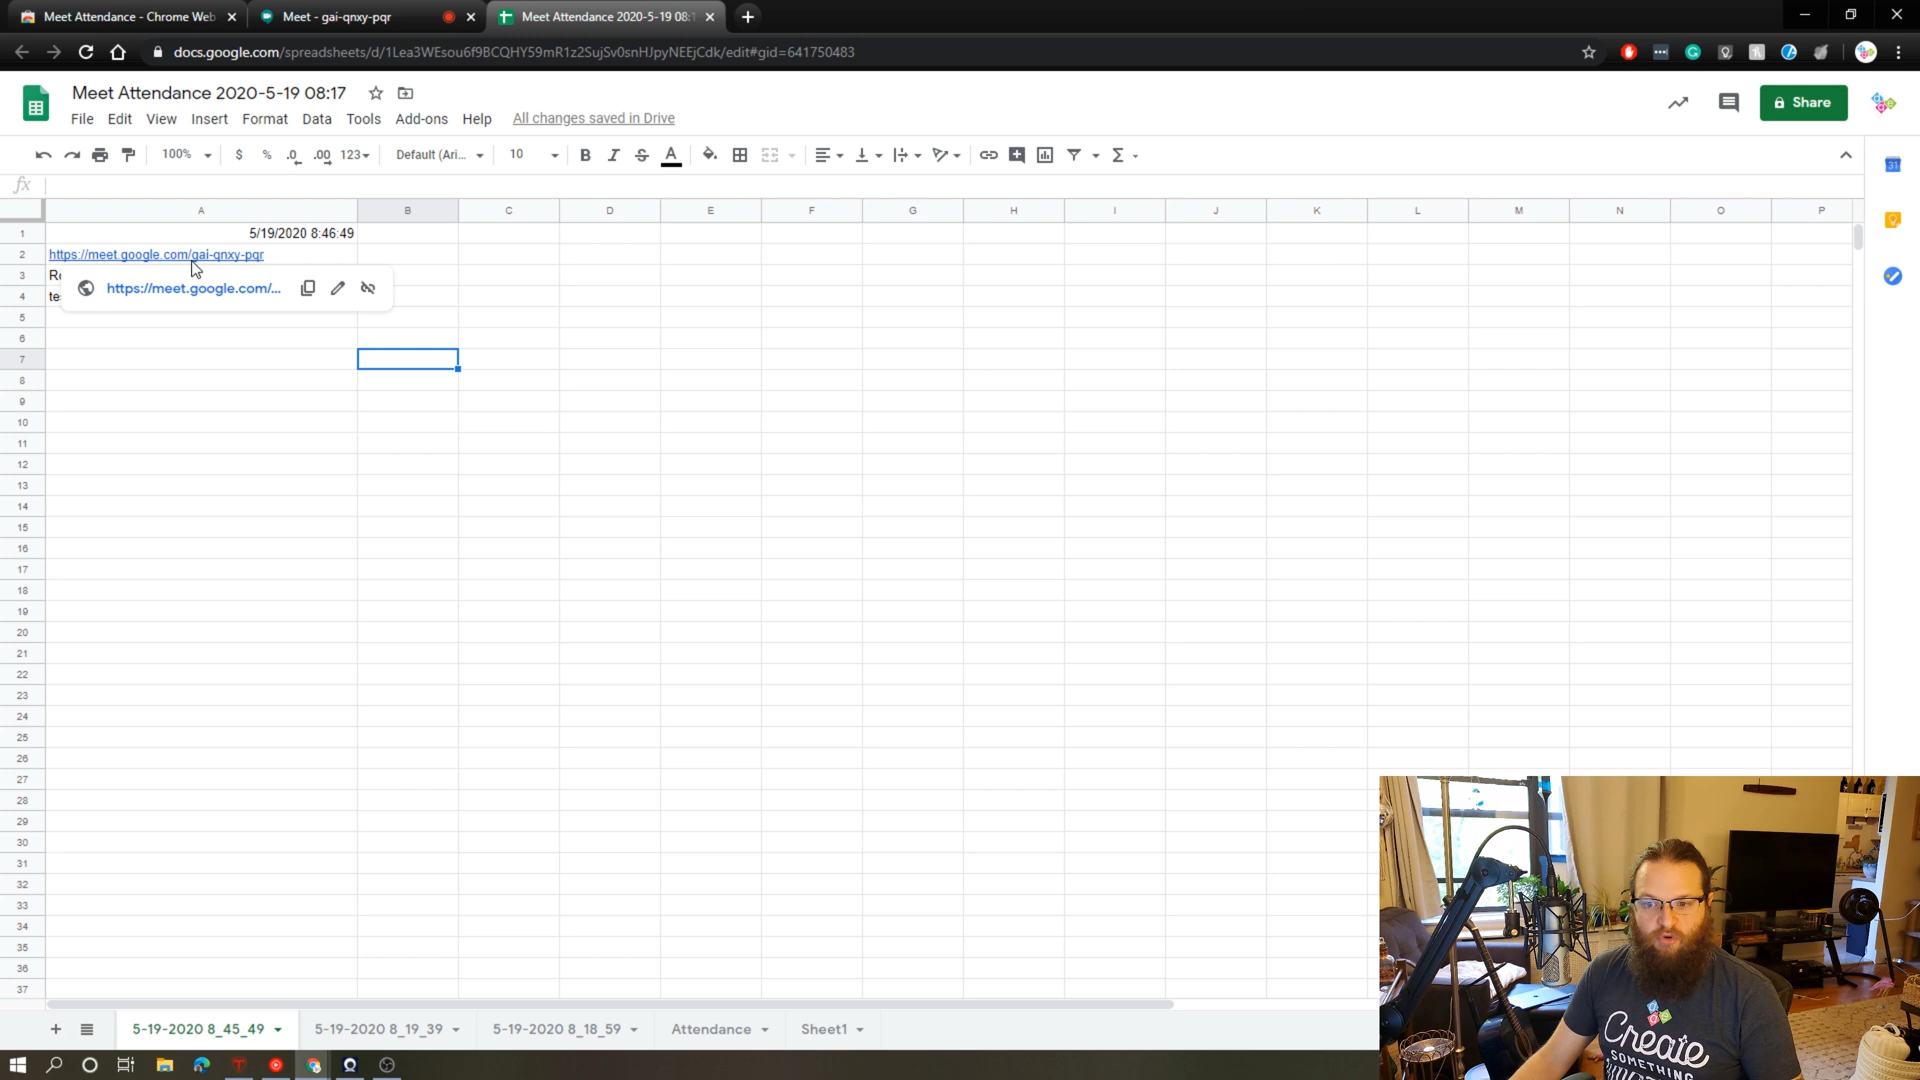 Meet Attendance - Chrome Web
Meet - gai-qnxy-pqr
Meet Attendance 2020-5-19 08:1
docs.google.com/spreadsheets/d/1Lea3WEsou6f9BCQHY59mR1z2SujSv0snHJpyNEEjCdk/edit#gid=641750483
Meet Attendance 2020-5-19 08:17
File Edit View Insert Format Data Tools Add-ons Help All changes saved in Drive
Share
100% $ % .0 .00 123 Default (Ari... 10 B I S A Σ
31
fx
A B C D E F G H I J K L M N O P
1 5/19/2020 8:46:49
2 https://meet.google.com/gai-qnxy-pqr
3
https://meet.google.com/...
4
5
6
7
8
9
10
11
12
13
14
15
16
17
18
19
20
21
22
23
24
25
26
27
28
29
30
31
32
33
34
35
36
37
5-19-2020 8_45_49 5-19-2020 8_19_39 5-19-2020 8_18_59 Attendance Sheet1
Create
SOMETHING